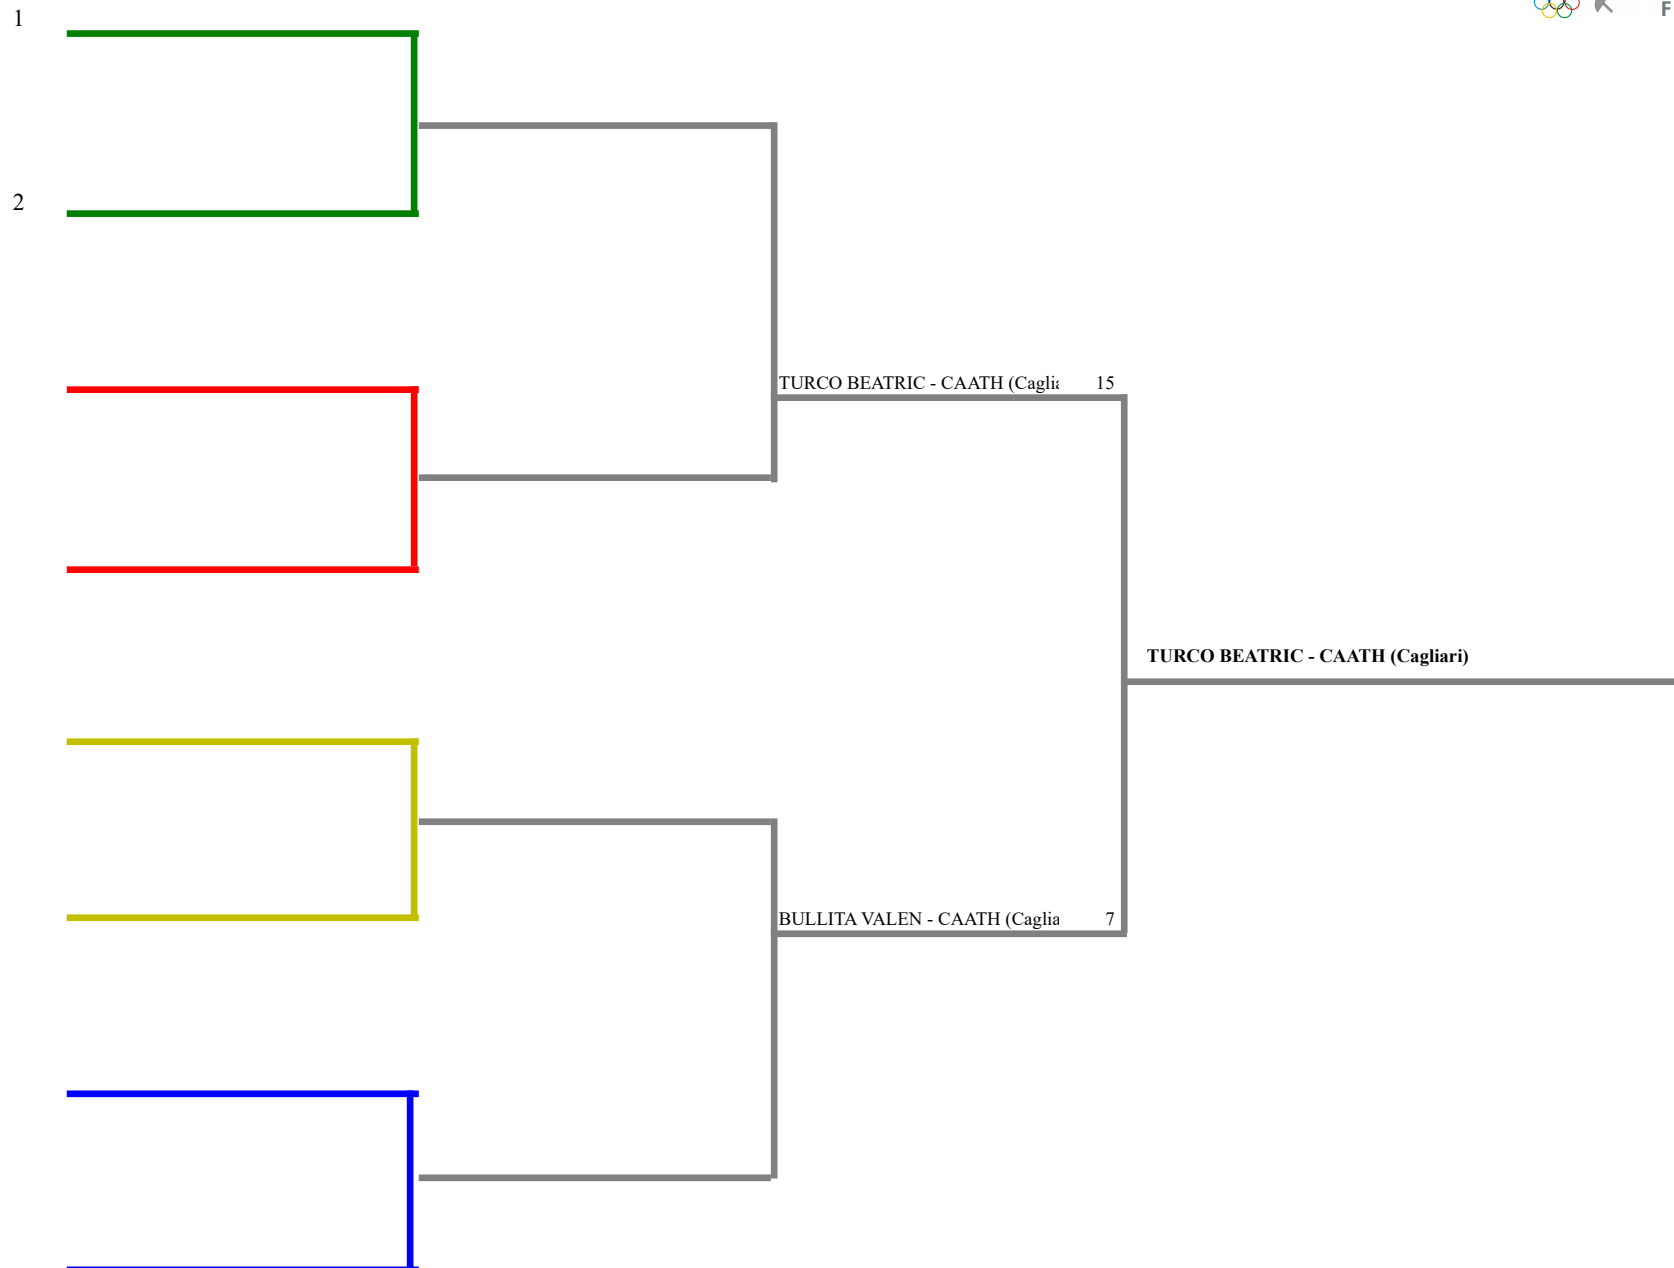 1
F
2
TURCO BEATRIC - CAATH (Caglia 15
TURCO BEATRIC - CAATH (Cagliari)
BULLITA VALEN - CAATH (Caglia 7